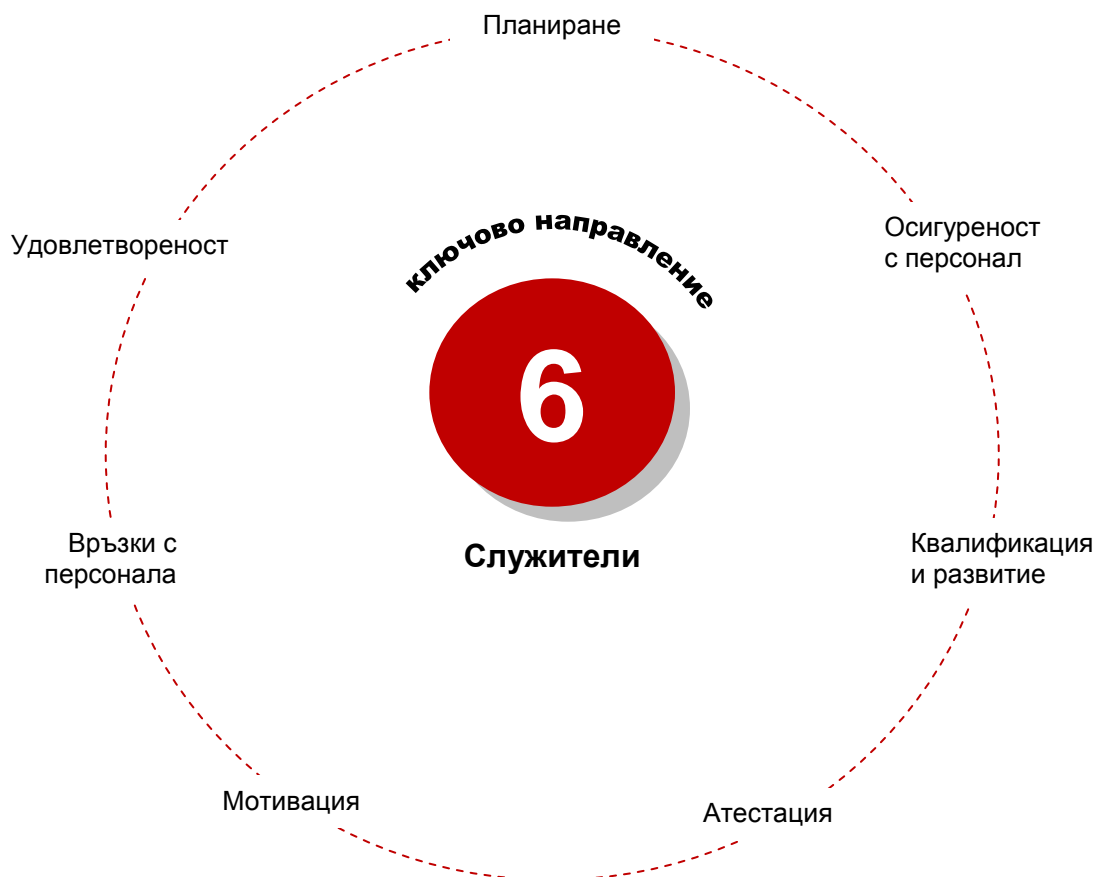 Планиране
Осигуреност
с персонал
Удовлетвореност
ключово направление
6
Служители
Връзки с
персонала
Квалификация
и развитие
Мотивация
Атестация